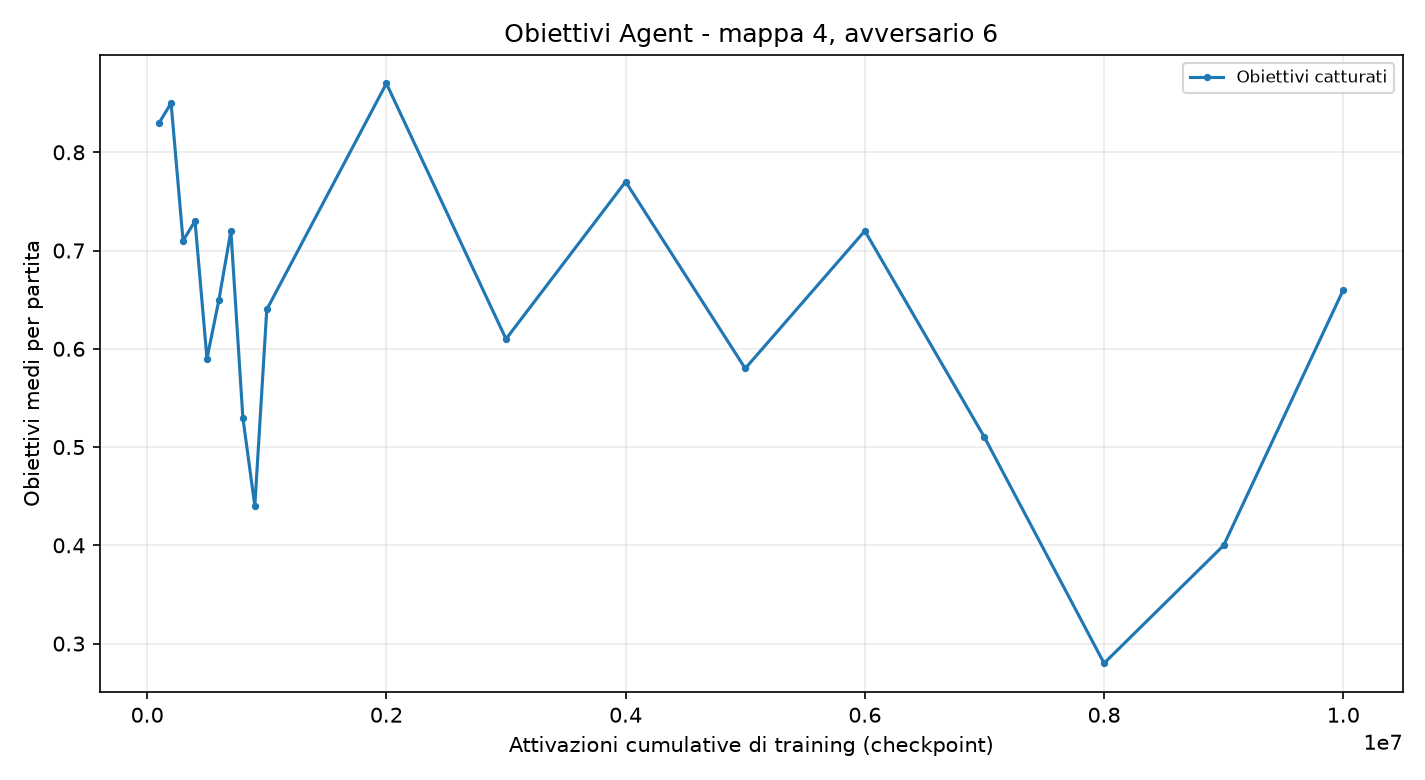 Obiettivi Agent - mappa 4, avversario 6
Obiettivi catturati
Obiettivi medi per partita
0.8
0.7
0.6
0.5
0.4
0.3
0.0 0.2 0.4 0.6 0.8 1.0
1e7
Attivazioni cumulative di training (checkpoint)